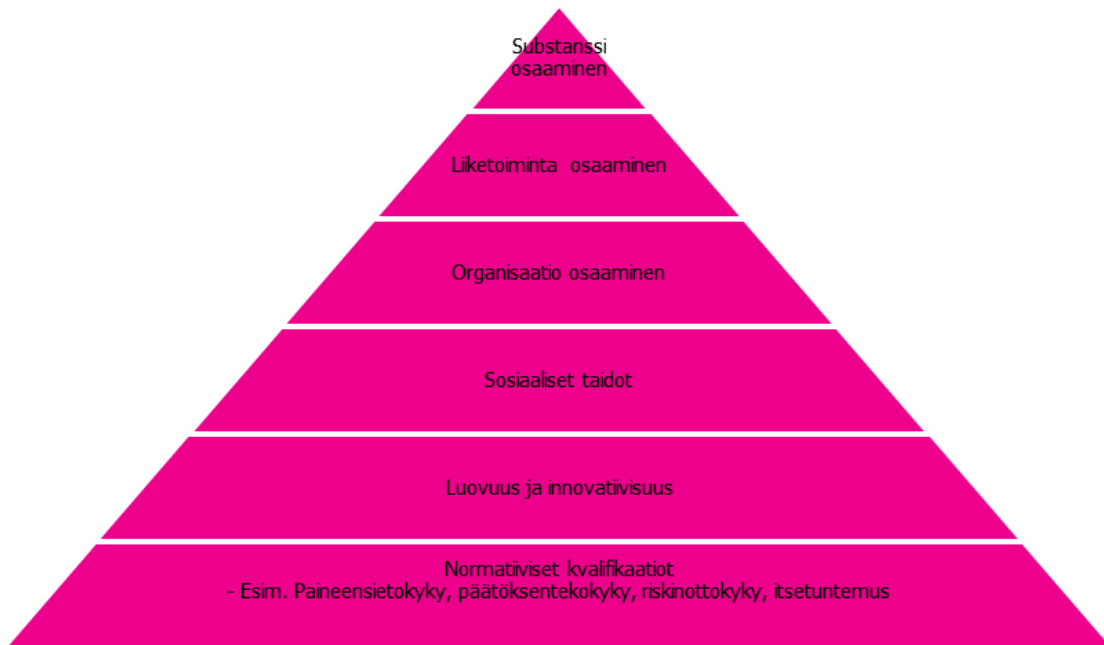 Substanssi
osaaminen
Liiketoiminta  osaaminen
Organisaatio osaaminen
Sosiaaliset taidot
Luovuus ja innovatiivisuus
Normatiiviset kvalifikaatiot
- Esim. Paineensietokyky, päätöksentekokyky, riskinottokyky, itsetuntemus